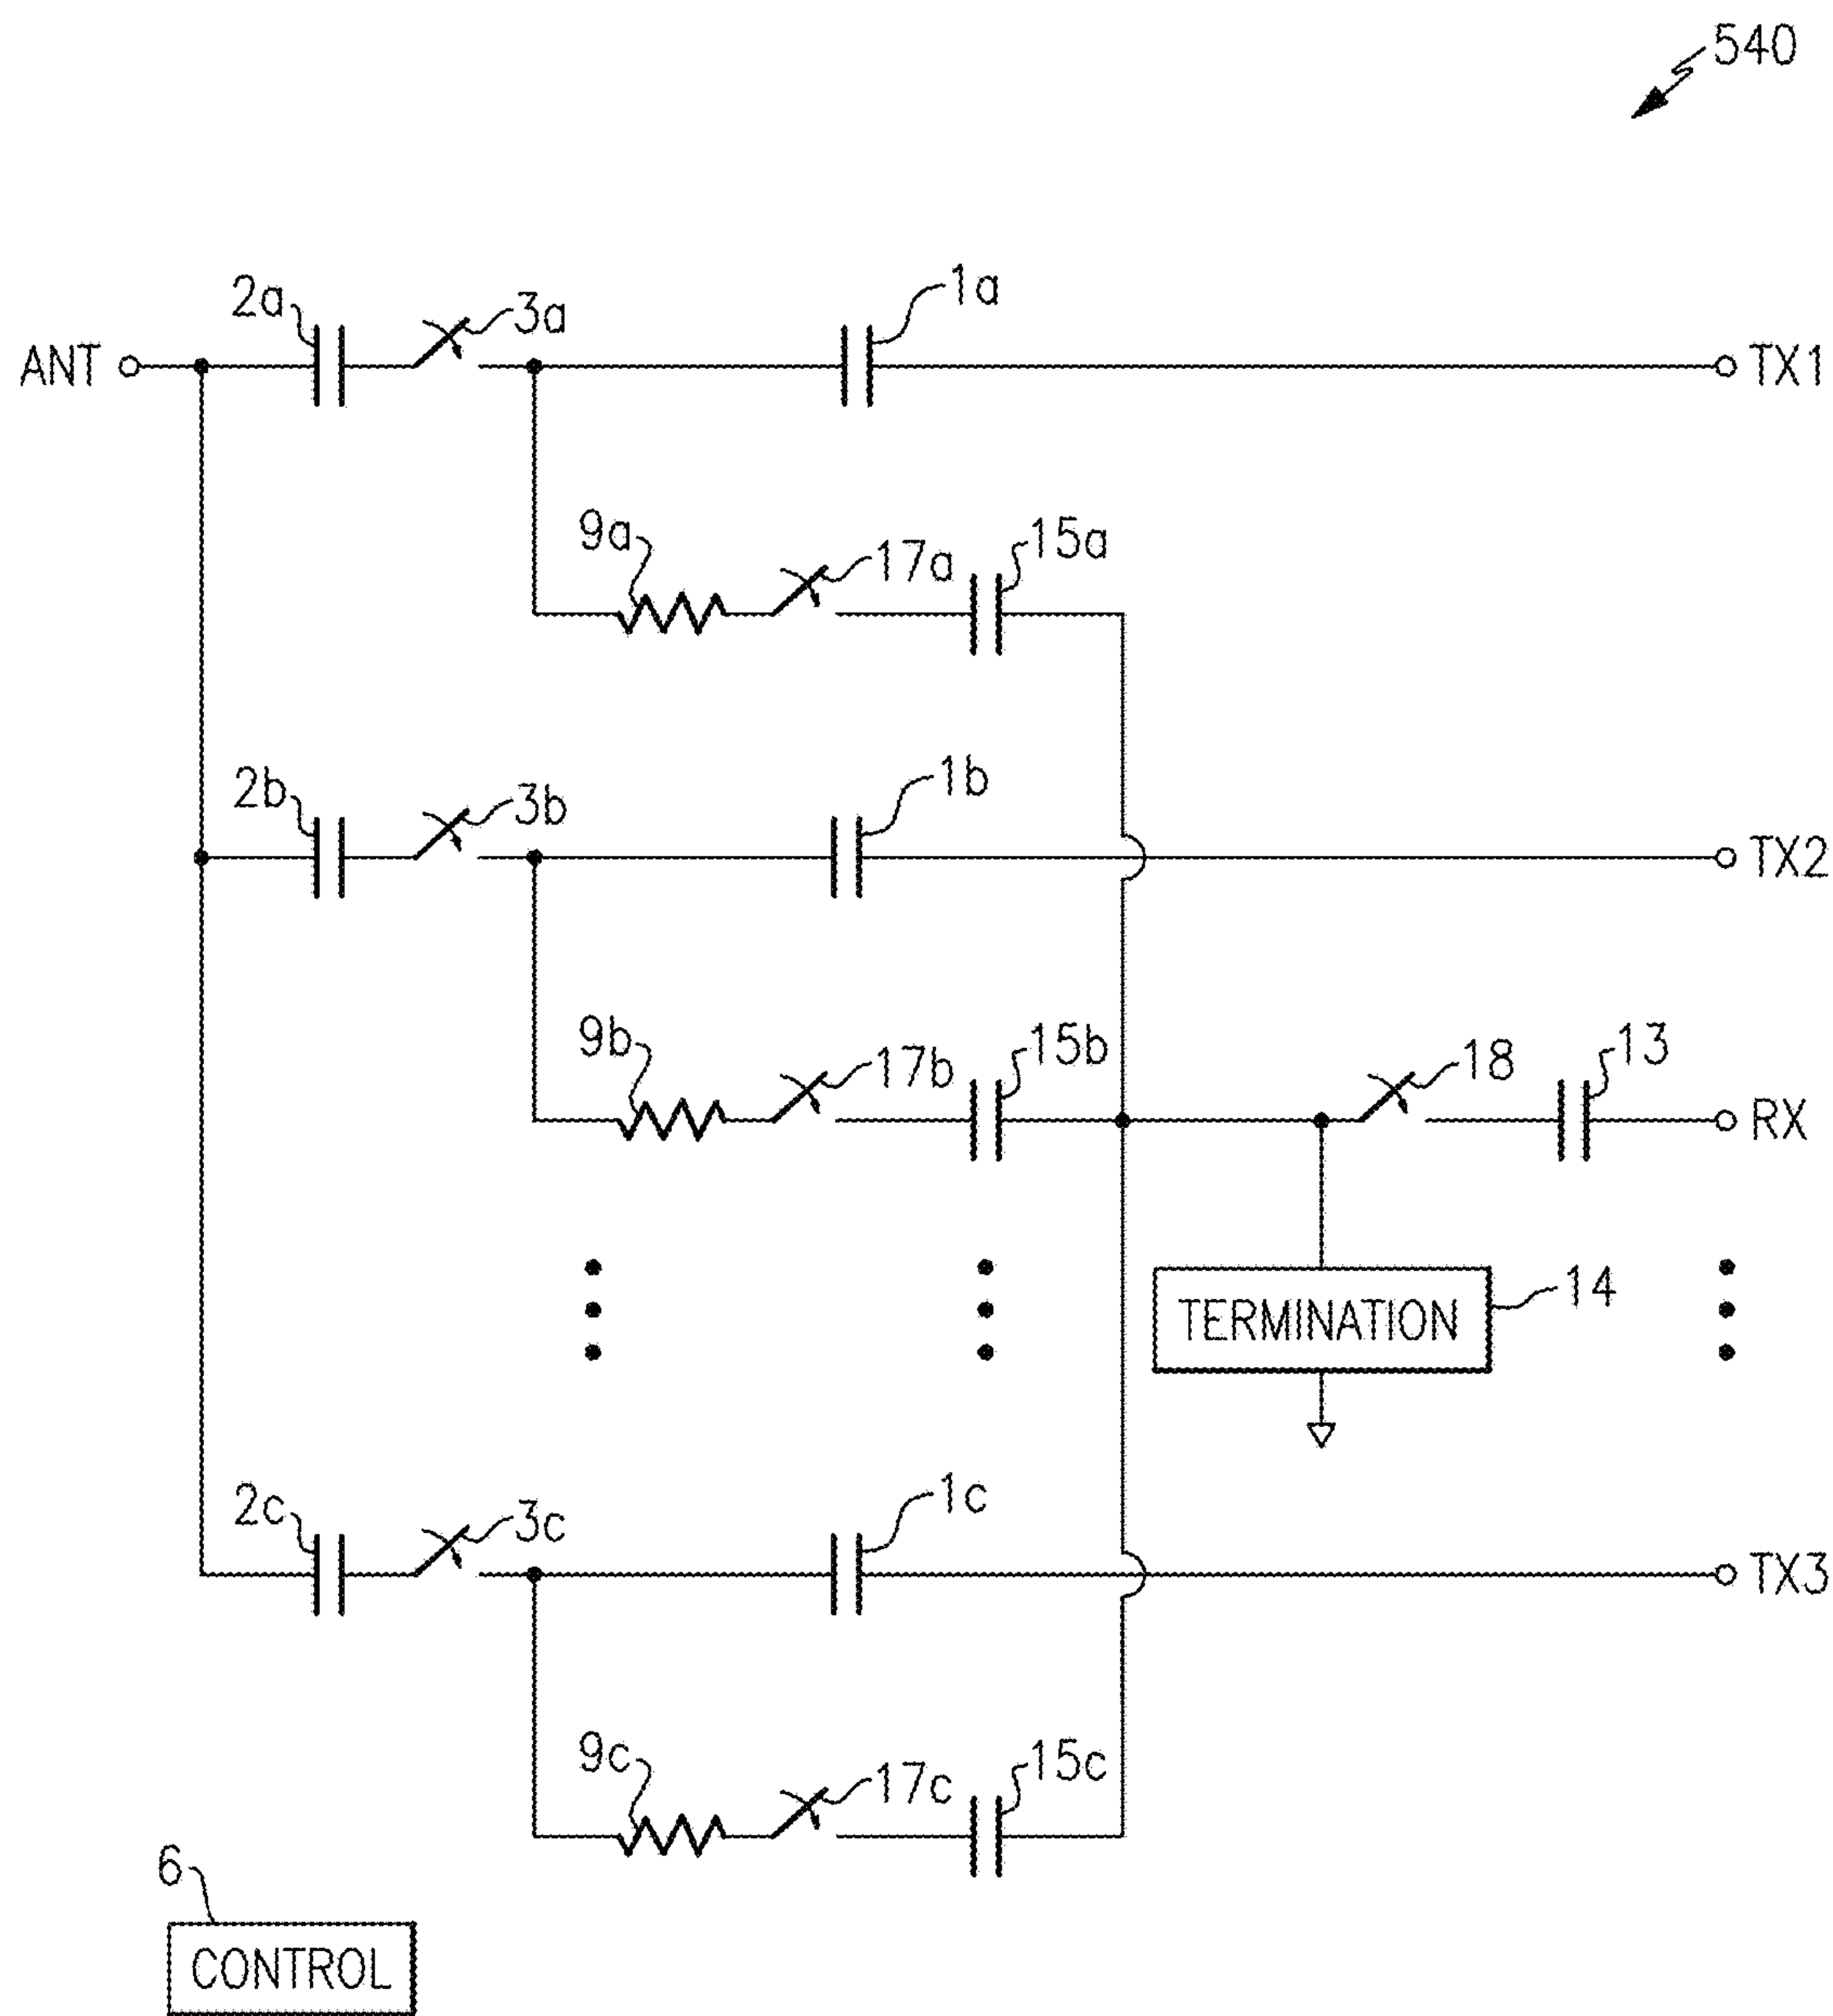 540
2a
3a
1a
ANT
TX1
9a
17a
15a
2b
3b
1b
TX2
9b
17b
15b
18
13
RX
TERMINATION
14
2c
3c
1c
TX3
9c
17c
15c
6
CONTROL